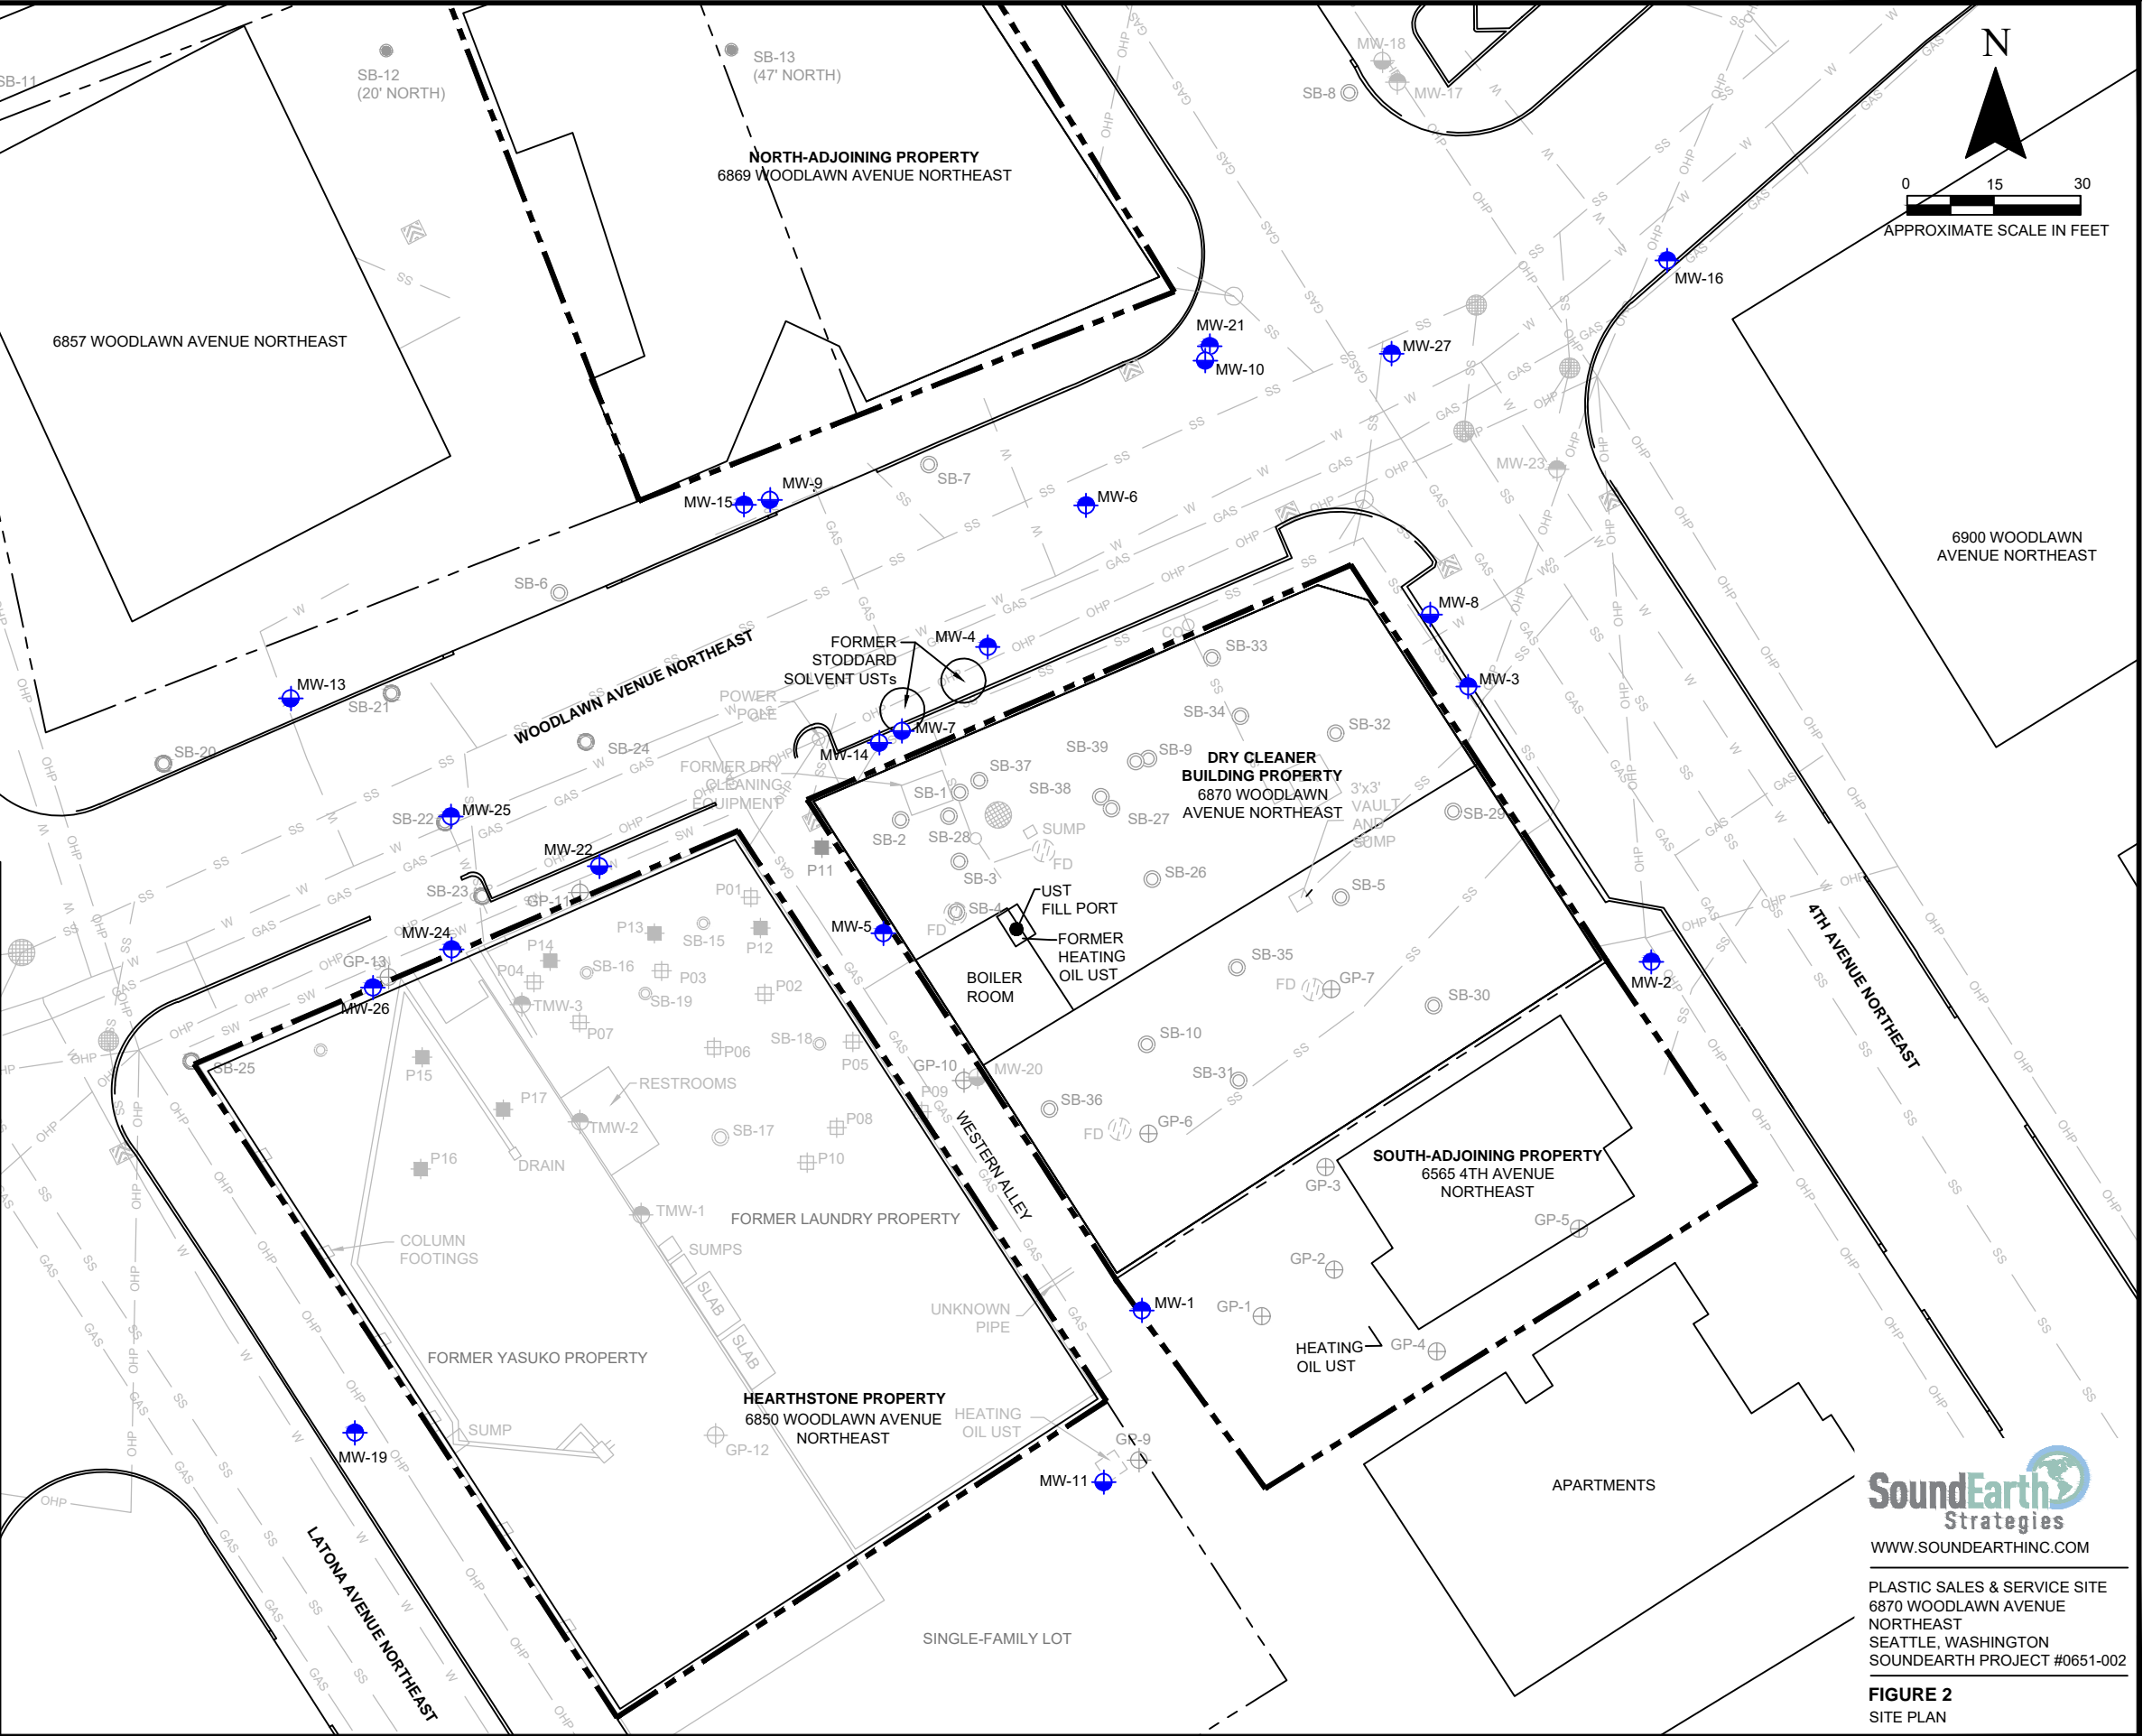 SB-11
SB-12
(20' NORTH)
SB-13
(47' NORTH)
MW-18
MW-17
SB-8
N
0 15 30
APPROXIMATE SCALE IN FEET
NORTH-ADJOINING PROPERTY
6869 WOODLAWN AVENUE NORTHEAST
6857 WOODLAWN AVENUE NORTHEAST
MW-16
MW-21
MW-10
MW-27
MW-23
6900 WOODLAWN
AVENUE NORTHEAST
SB-7
MW-15
MW-9
MW-6
SB-6
MW-8
MW-3
MW-13
SB-21
SB-20
WOODLAWN AVENUE NORTHEAST
FORMER
STODDARD
SOLVENT USTs
MW-4
CO
POWER
POLE
MW-7
MW-14
SB-24
FORMER DRY
CLEANING
EQUIPMENT
SB-33
SB-34
SB-32
SB-39
SB-9
SB-37
SB-38
SB-1
SB-2
SB-28
SB-27
SUMP
FD
SB-3
SB-4
FD
SB-26
DRY CLEANER
BUILDING PROPERTY
6870 WOODLAWN
AVENUE NORTHEAST
3'x3'
VAULT
AND
SUMP
SB-29
SB-5
SB-22
MW-25
MW-22
SB-23
GP-11
P11
P01
MW-5
UST
FILL PORT
FORMER
HEATING
OIL UST
BOILER
ROOM
MW-24
GP-13
MW-26
P14
P13
SB-15
P12
P04
SB-16
P03
P02
TMW-3
SB-19
P07
SB-35
FD
GP-7
SB-30
MW-2
4TH AVENUE NORTHEAST
SB-25
P15
P06
SB-18
P05
GP-10
MW-20
SB-10
SB-31
SB-36
FD
GP-6
RESTROOMS
P17
TMW-2
P09
P08
SB-17
P10
P16
DRAIN
WESTERN ALLEY
SOUTH-ADJOINING PROPERTY
6565 4TH AVENUE
NORTHEAST
GP-3
GP-5
GP-2
GP-1
GP-4
HEATING
OIL UST
TMW-1
FORMER LAUNDRY PROPERTY
COLUMN
FOOTINGS
SUMPS
SLAB
SLAB
UNKNOWN
PIPE
MW-1
FORMER YASUKO PROPERTY
HEARTHSTONE PROPERTY
6850 WOODLAWN AVENUE
NORTHEAST
HEATING
OIL UST
GP-9
MW-11
SUMP
GP-12
MW-19
LATONA AVENUE NORTHEAST
APARTMENTS
SINGLE-FAMILY LOT
SoundEarth
Strategies
WWW.SOUNDEARTHINC.COM
PLASTIC SALES & SERVICE SITE
6870 WOODLAWN AVENUE
NORTHEAST
SEATTLE, WASHINGTON
SOUNDEARTH PROJECT #0651-002
FIGURE 2
SITE PLAN